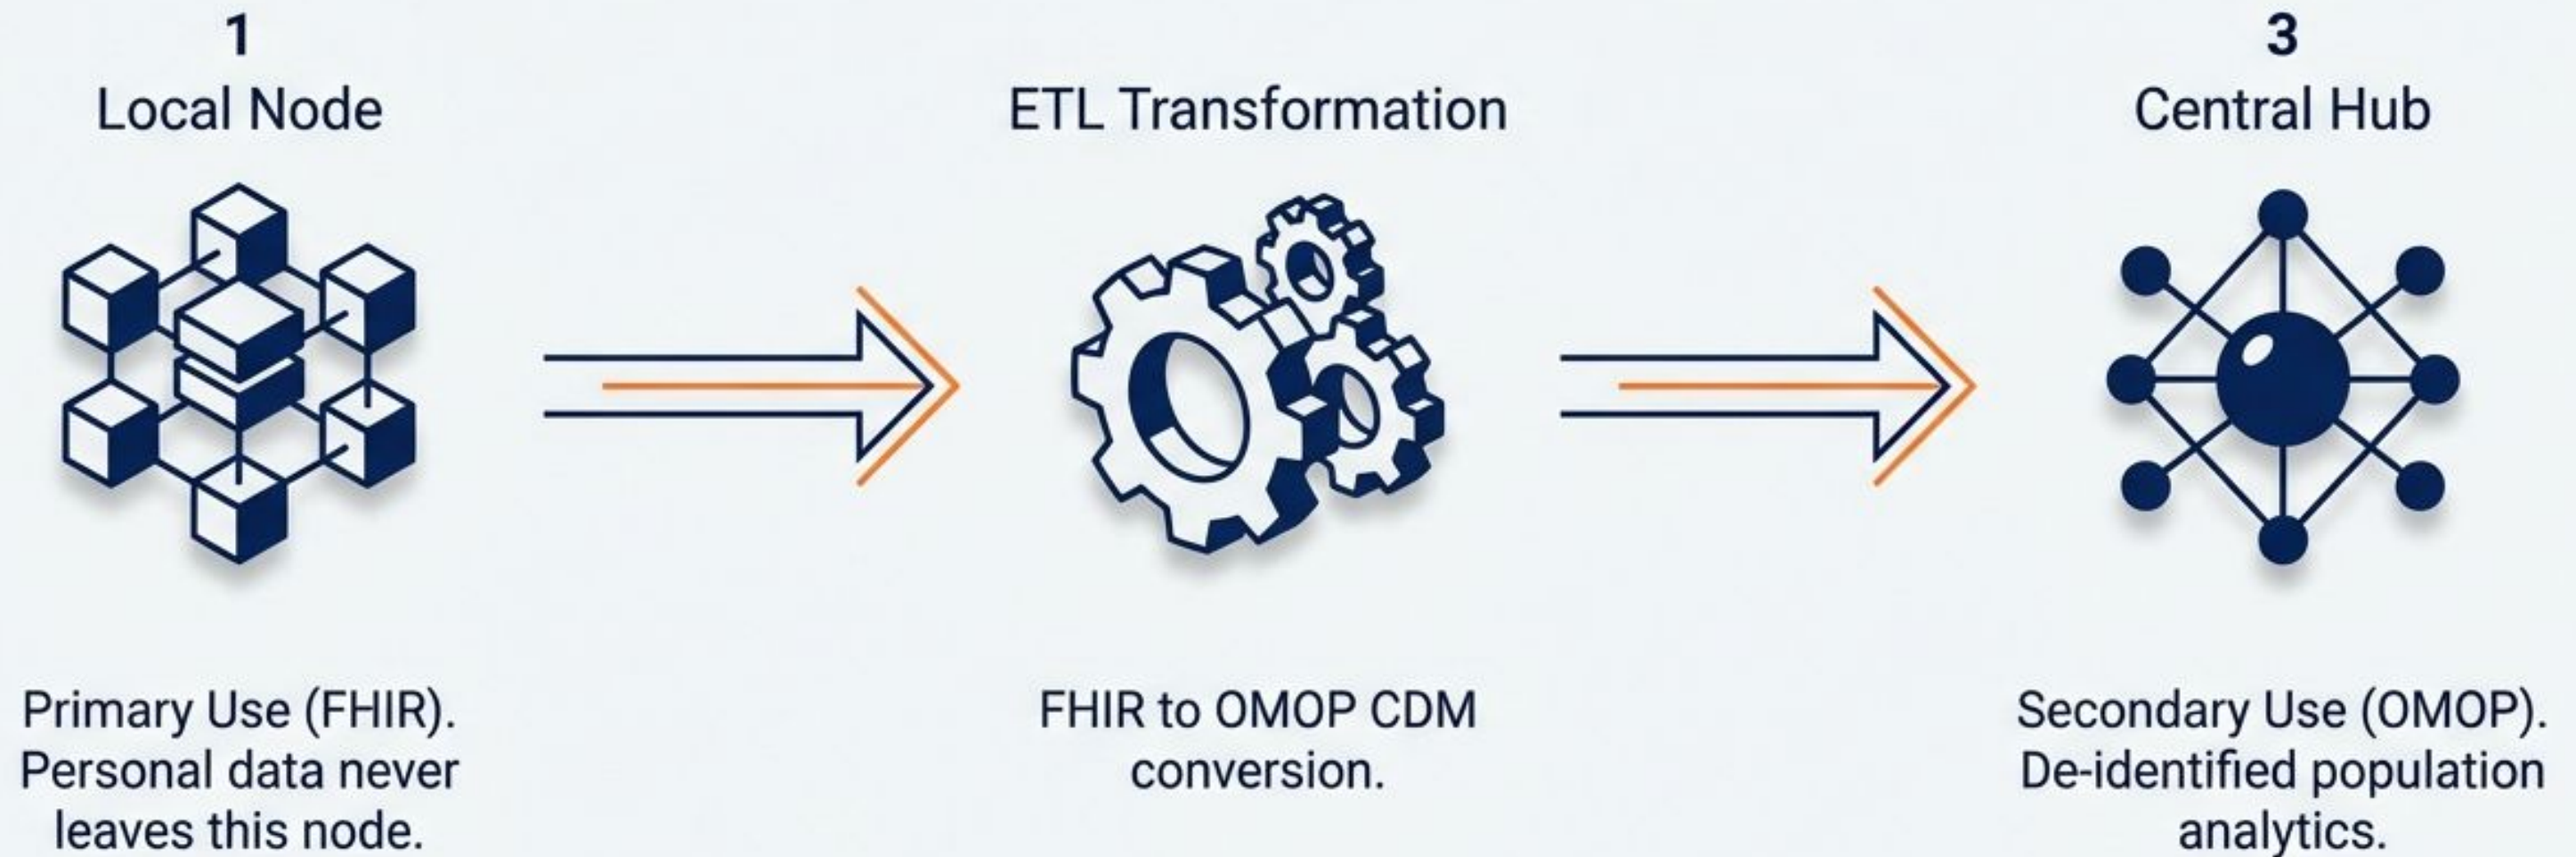 1
Local Node
Primary Use (FHIR).
Personal data never
leaves this node.
ETL Transformation
FHIR to OMOP CDM
conversion.
3
Central Hub
Secondary Use (OMOP).
De-identified population
analytics.